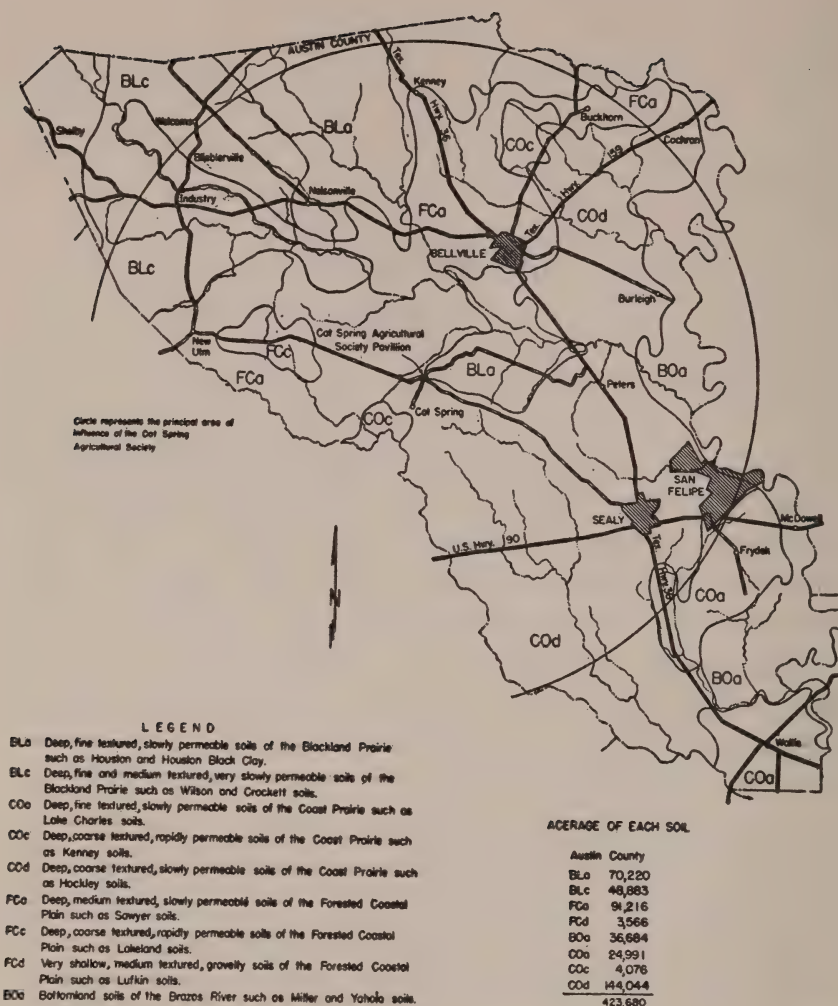 AUSTIN COUNTY
BLc
Tex.
Kenney
Hwy. 36
BLa
FCa
Buckhorn
COc
Cochran
Shelby
Welcome
Blieblerville
Tex. Hwy. 159
Industry
Nelsonville
FCa
COd
BELLVILLE
BLc
Burleigh
New
Ulm
FCc
FCa
Cat Spring Agricultural
Society Pavillion
BLa
BOa
Peters
COc
Cat Spring
Circle represents the principal area of
influence of the Cat Spring
Agricultural Society
SAN
FELIPE
SEALY
McDowell
U.S. Hwy. 90
Frydek
Tex. Hwy. 36
COa
N
COd
BOa
Wallis
COa
LEGEND
BLa Deep, fine textured, slowly permeable soils of the Blackland Prairie
such as Houston and Houston Black Clay.
BLc Deep, fine and medium textured, very slowly permeable soils of the
Blackland Prairie such as Wilson and Crockett soils.
COa Deep, fine textured, slowly permeable soils of the Coast Prairie such as
Lake Charles soils.
COc Deep, coarse textured, rapidly permeable soils of the Coast Prairie such
as Kenney soils.
COd Deep, coarse textured, slowly permeable soils of the Coast Prairie such
as Hockley soils.
FCa Deep, medium textured, slowly permeable soils of the Forested Coastal
Plain such as Sawyer soils.
FCc Deep, coarse textured, rapidly permeable soils of the Forested Coastal
Plain such as Lakeland soils.
FCd Very shallow, medium textured, gravelly soils of the Forested Coastal
Plain such as Lufkin soils.
BOa Bottomland soils of the Brazos River such as Miller and Yahola soils.
ACERAGE OF EACH SOIL
Austin County
BLa 70,220
BLc 48,883
FCa 91,216
FCd 3,566
BOa 36,684
COa 24,991
COc 4,076
COd 144,044
423,680